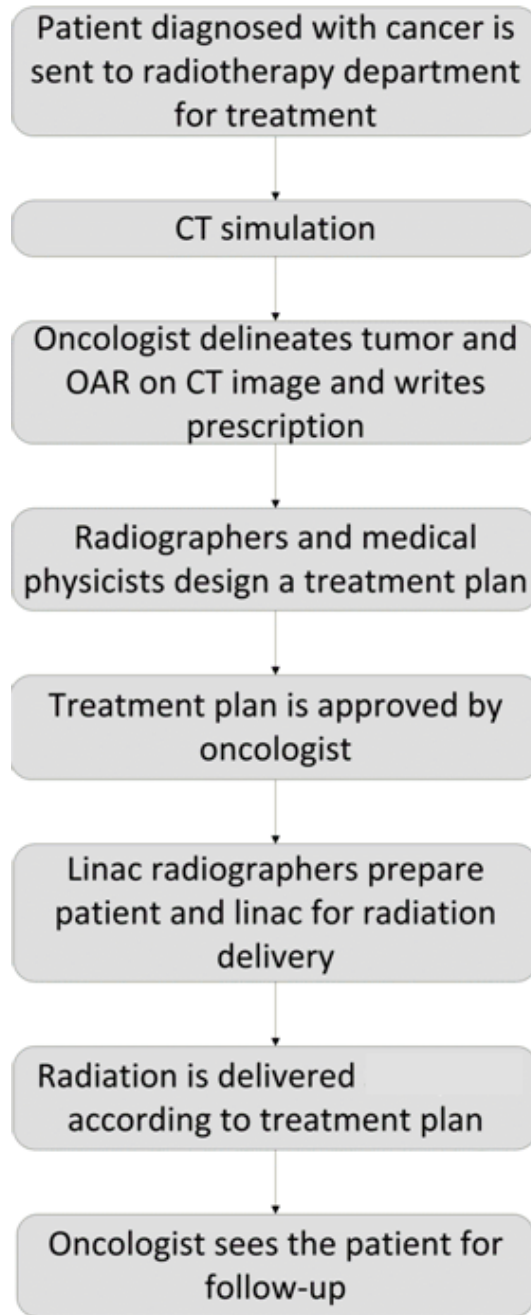 Patient diagnosed with cancer is
sent to radiotherapy department
for treatment
CT simulation
Oncologist delineates tumor and
OAR on CT image and writes
prescription
Radiographers and medical
physicists design a treatment plan
Treatment plan is approved by
oncologist
Linac radiographers prepare
patient and linac for radiation
delivery
Radiation is delivered
according to treatment plan
Oncologist sees the patient for
follow-up